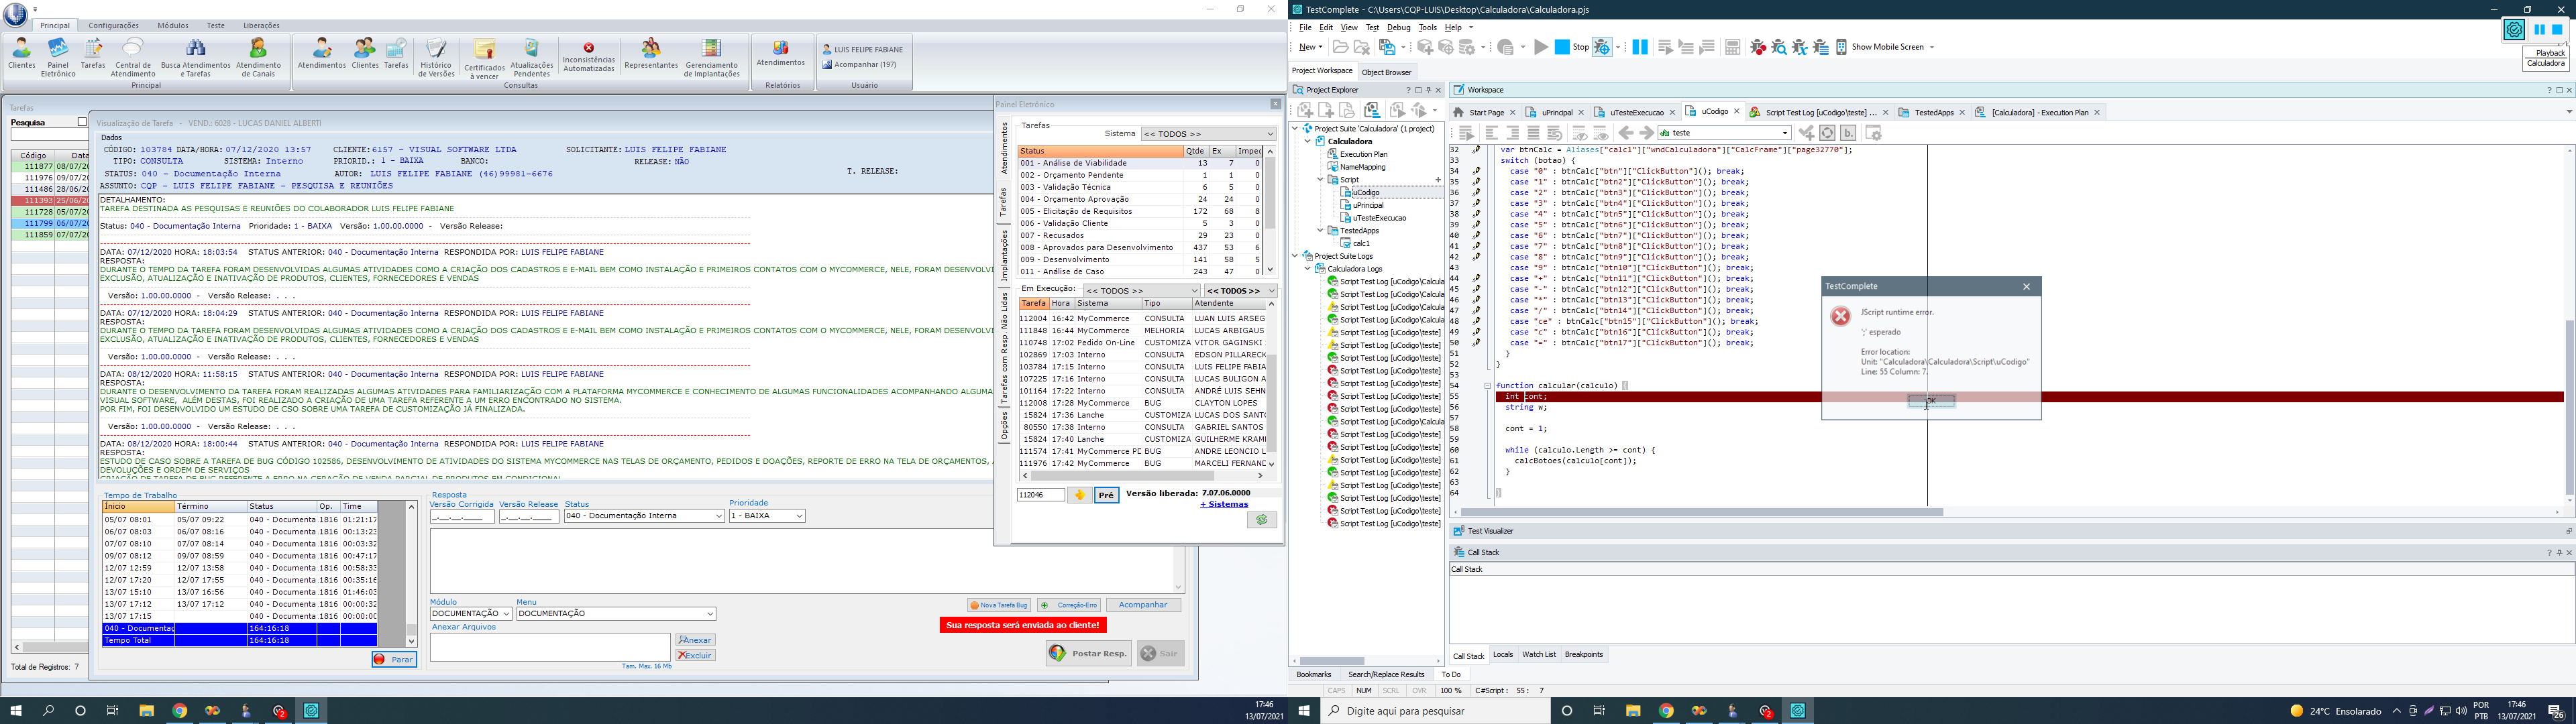 Principal Configurações Módulos Teste Liberações
Clientes
Painel Eletrônico
Tarefas
Central de Atendimento
Busca Atendimentos e Tarefas
Atendimento de Canais
Principal
Atendimentos
Clientes
Tarefas
Histórico de Versões
Certificados à vencer
Atualizações Pendentes
Inconsistências Automatizadas
Representantes
Gerenciamento de Implantações
Consultas
Atendimentos
Relatórios
LUIS FELIPE FABIANE
Acompanhar (197)
Usuário
Tarefas
Pesquisa
Código Data
111877 08/07/20
111976 09/07/20
111486 28/06/20
111393 25/06/20
111728 05/07/20
111799 06/07/20
111859 07/07/20
Total de Registros: 7
Visualização de Tarefa - VEND.: 6028 - LUCAS DANIEL ALBERTI
Dados
CÓDIGO: 103784 DATA/HORA: 07/12/2020 13:57 CLIENTE: 6157 - VISUAL SOFTWARE LTDA SOLICITANTE: LUIS FELIPE FABIANE
TIPO: CONSULTA SISTEMA: Interno PRIORID.: 1 - BAIXA BANCO: RELEASE: NÃO
STATUS: 040 - Documentação Interna AUTOR: LUIS FELIPE FABIANE (46)99981-6676 T. RELEASE:
ASSUNTO: CQP - LUIS FELIPE FABIANE - PESQUISA E REUNIÕES
DETALHAMENTO:
TAREFA DESTINADA AS PESQUISAS E REUNIÕES DO COLABORADOR LUIS FELIPE FABIANE
Status: 040 - Documentação Interna Prioridade: 1 - BAIXA Versão: 1.00.00.0000 - Versão Release:
DATA: 07/12/2020 HORA: 18:03:54 STATUS ANTERIOR: 040 - Documentação Interna RESPONDIDA POR: LUIS FELIPE FABIANE
RESPOSTA:
DURANTE O TEMPO DA TAREFA FORAM DESENVOLVIDAS ALGUMAS ATIVIDADES COMO A CRIAÇÃO DOS CADASTROS E E-MAIL BEM COMO INSTALAÇÃO E PRIMEIROS CONTATOS COM O MYCOMMERCE, NELE, FORAM DESENVOLVI
EXCLUSÃO, ATUALIZAÇÃO E INATIVAÇÃO DE PRODUTOS, CLIENTES, FORNECEDORES E VENDAS
Versão: 1.00.00.0000 - Versão Release: . . .
DATA: 07/12/2020 HORA: 18:04:29 STATUS ANTERIOR: 040 - Documentação Interna RESPONDIDA POR: LUIS FELIPE FABIANE
RESPOSTA:
DURANTE O TEMPO DA TAREFA FORAM DESENVOLVIDAS ALGUMAS ATIVIDADES COMO A CRIAÇÃO DOS CADASTROS E E-MAIL BEM COMO INSTALAÇÃO E PRIMEIROS CONTATOS COM O MYCOMMERCE, NELE, FORAM DESENVOLVI
EXCLUSÃO, ATUALIZAÇÃO E INATIVAÇÃO DE PRODUTOS, CLIENTES, FORNECEDORES E VENDAS
Versão: 1.00.00.0000 - Versão Release: . . .
DATA: 08/12/2020 HORA: 11:58:15 STATUS ANTERIOR: 040 - Documentação Interna RESPONDIDA POR: LUIS FELIPE FABIANE
RESPOSTA:
DURANTE O DESENVOLVIMENTO DA TAREFA FORAM REALIZADAS ALGUMAS ATIVIDADES PARA FAMILIARIZAÇÃO COM A PLATAFORMA MYCOMMERCE E CONHECIMENTO DE ALGUMAS FUNCIONALIDADES ACOMPANHANDO ALGUMA
VISUAL SOFTWARE, ALÉM DESTAS, FOI REALIZADO A CRIAÇÃO DE UMA TAREFA REFERENTE A UM ERRO ENCONTRADO NO SISTEMA.
POR FIM, FOI DESENVOLVIDO UM ESTUDO DE CSO SOBRE UMA TAREFA DE CUSTOMIZAÇÃO JÁ FINALIZADA.
Versão: 1.00.00.0000 - Versão Release: . . .
DATA: 08/12/2020 HORA: 18:00:44 STATUS ANTERIOR: 040 - Documentação Interna RESPONDIDA POR: LUIS FELIPE FABIANE
RESPOSTA:
ESTUDO DE CASO SOBRE A TAREFA DE BUG CÓDIGO 102586, DESENVOLVIMENTO DE ATIVIDADES DO SISTEMA MYCOMMERCE NAS TELAS DE ORÇAMENTO, PEDIDOS E DOAÇÕES, REPORTE DE ERRO NA TELA DE ORÇAMENTOS,
DEVOLUÇÕES E ORDEM DE SERVIÇOS
CRIAÇÃO DE TAREFA DE BUG REFERENTE A ERRO NA GERAÇÃO DE VENDA PARCIAL DE PRODUTOS EM CONDICIONAL
Tempo de Trabalho
Início Término Status Op. Time
05/07 08:01 05/07 09:22 040 - Documenta 1816 01:21:17
06/07 08:03 06/07 08:16 040 - Documenta 1816 00:13:23
07/07 08:10 07/07 08:14 040 - Documenta 1816 00:03:32
09/07 08:12 09/07 08:59 040 - Documenta 1816 00:47:17
12/07 12:59 12/07 13:58 040 - Documenta 1816 00:58:33
12/07 17:20 12/07 17:55 040 - Documenta 1816 00:35:16
13/07 15:10 13/07 16:56 040 - Documenta 1816 01:46:03
13/07 17:12 13/07 17:12 040 - Documenta 1816 00:00:32
13/07 17:15 040 - Documenta 1816 00:00:00
040 - Documentaç 164:16:18
Tempo Total 164:16:18
Parar
Resposta
Versão Corrigida Versão Release Status Prioridade
_.__.__.____ _.__.__.____ 040 - Documentação Interna 1 - BAIXA
Módulo Menu
DOCUMENTAÇÃO DOCUMENTAÇÃO
Nova Tarefa Bug Correção-Erro Acompanhar
Anexar Arquivos
Anexar
Excluir
Tam. Max. 16 Mb
Sua resposta será enviada ao cliente!
Postar Resp. Sair
Painel Eletrônico
Atendimentos
Tarefas
Implantações
Tarefas com Resp. Não Lidas
Opções
Tarefas
Sistema << TODOS >>
Status Qtde Ex Impec
001 - Análise de Viabilidade 13 7 0
002 - Orçamento Pendente 1 1 0
003 - Validação Técnica 6 5 0
004 - Orçamento Aprovação 24 24 0
005 - Elicitação de Requisitos 172 68 8
006 - Validação Cliente 5 3 0
007 - Recusados 29 23 0
008 - Aprovados para Desenvolvimento 437 53 6
009 - Desenvolvimento 141 58 5
011 - Análise de Caso 243 47 0
Em Execução: << TODOS >> << TODOS >>
Tarefa Hora Sistema Tipo Atendente
112004 16:42 MyCommerce CONSULTA LUAN LUIS ARSEG
111848 16:44 MyCommerce MELHORIA LUCAS ARBIGAUS
110748 17:02 Pedido On-Line CUSTOMIZA VITOR GAGINSKI
102869 17:03 Interno CONSULTA EDSON PILLARECK
103784 17:15 Interno CONSULTA LUIS FELIPE FABIA
107225 17:16 Interno CONSULTA LUCAS BULIGON A
101164 17:22 Interno CONSULTA ANDRÉ LUIS SEHN
112008 17:28 MyCommerce BUG CLAYTON LOPES
15824 17:36 Lanche CUSTOMIZA LUCAS DOS SANTO
80550 17:38 Interno CONSULTA GABRIEL SANTOS
15824 17:40 Lanche CUSTOMIZA GUILHERME KRAMI
111574 17:41 MyCommerce PD BUG ANDRE LEONCIO L
111976 17:42 MyCommerce BUG MARCELI FERNAND
112046 Pré Versão liberada: 7.07.06.0000
+ Sistemas
17:46
13/07/2021
TestComplete - C:\Users\CQP-LUIS\Desktop\Calculadora\Calculadora.pjs
File Edit View Test Debug Tools Help
New Stop Show Mobile Screen
Playback
Calculadora
Project Workspace Object Browser
Project Explorer
Project Suite 'Calculadora' (1 project)
Calculadora
Execution Plan
NameMapping
Script
uCodigo
uPrincipal
uTesteExecucao
TestedApps
calc1
Project Suite Logs
Calculadora Logs
Script Test Log [uCodigo\Calcula
Script Test Log [uCodigo\Calcula
Script Test Log [uCodigo\Calcula
Script Test Log [uCodigo\Calcula
Script Test Log [uCodigo\teste]
Script Test Log [uCodigo\teste]
Script Test Log [uCodigo\teste]
Script Test Log [uCodigo\teste]
Script Test Log [uCodigo\teste]
Script Test Log [uCodigo\teste]
Script Test Log [uCodigo\teste]
Script Test Log [uCodigo\Calcula
Script Test Log [uCodigo\teste]
Script Test Log [uCodigo\teste]
Script Test Log [uCodigo\teste]
Script Test Log [uCodigo\teste]
Script Test Log [uCodigo\teste]
Script Test Log [uCodigo\teste]
Script Test Log [uCodigo\teste]
Script Test Log [uCodigo\teste]
Bookmarks Search/Replace Results To Do
Workspace
Start Page uPrincipal uTesteExecucao uCodigo Script Test Log [uCodigo\teste] ... TestedApps [Calculadora] - Execution Plan
teste
32 var btnCalc = Aliases["calc1"]["wndCalculadora"]["CalcFrame"]["page32770"];
33 switch (botao) {
34 case "0" : btnCalc["btn"]["ClickButton"](); break;
35 case "1" : btnCalc["btn2"]["ClickButton"](); break;
36 case "2" : btnCalc["btn3"]["ClickButton"](); break;
37 case "3" : btnCalc["btn4"]["ClickButton"](); break;
38 case "4" : btnCalc["btn5"]["ClickButton"](); break;
39 case "5" : btnCalc["btn6"]["ClickButton"](); break;
40 case "6" : btnCalc["btn7"]["ClickButton"](); break;
41 case "7" : btnCalc["btn8"]["ClickButton"](); break;
42 case "8" : btnCalc["btn9"]["ClickButton"](); break;
43 case "9" : btnCalc["btn10"]["ClickButton"](); break;
44 case "+" : btnCalc["btn11"]["ClickButton"](); break;
45 case "-" : btnCalc["btn12"]["ClickButton"](); break;
46 case "*" : btnCalc["btn13"]["ClickButton"](); break;
47 case "/" : btnCalc["btn14"]["ClickButton"](); break;
48 case "ce" : btnCalc["btn15"]["ClickButton"](); break;
49 case "c" : btnCalc["btn16"]["ClickButton"](); break;
50 case "=" : btnCalc["btn17"]["ClickButton"](); break;
51 }
52 }
53
54 function calcular(calculo) {
55 int cont;
56 string w;
57
58 cont = 1;
59
60 while (calculo.Length >= cont) {
61 calcBotoes(calculo[cont]);
62 }
63
64 }
TestComplete
JScript runtime error.
';' esperado
Error location:
Unit: "Calculadora\Calculadora\Script\uCodigo"
Line: 55 Column: 7.
OK
Test Visualizer
Call Stack
Call Stack
Call Stack Locals Watch List Breakpoints
CAPS NUM SCRL OVR 100 % C#Script : 55 : 7
Digite aqui para pesquisar
24°C Ensolarado
POR
PTB
17:46
13/07/2021
26